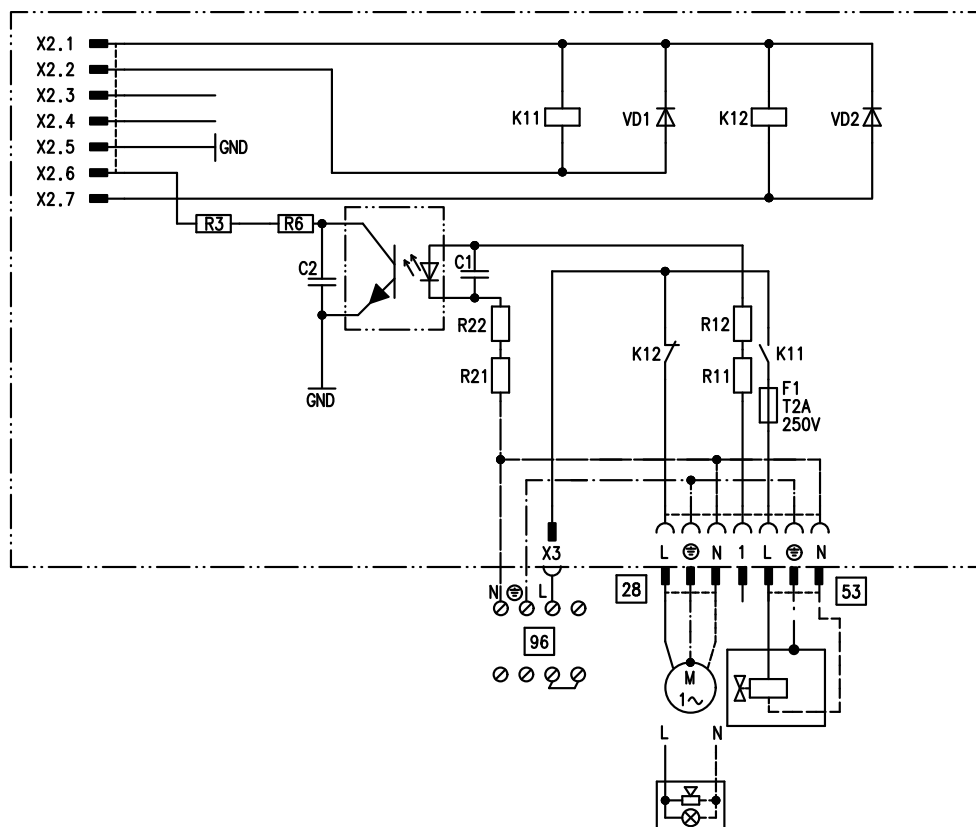 X2.1
X2.2
X2.3
X2.4
X2.5
X2.6
X2.7
K11
VD1
K12
VD2
GND
R3
R6
C2
C1
GND
R22
R21
K12
R12
R11
K11
F1
T2A
250V
X3
L
N
1
L
N
N
L
28
53
96
M
1~
L
N